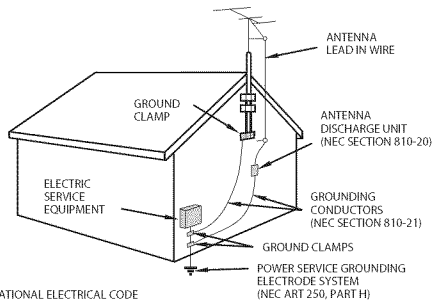 ANTENNA
LEAD IN WIRE
GROUND
CLAMP
ANTENNA
DISCHARGE UNIT
(NEC SECTION 810-20)
ELECTRIC
SERVICE
EQUIPMENT
GROUNDING
CONDUCTORS
(NEC SECTION 810-21)
GROUND CLAMPS
POWER SERVICE GROUNDING
ELECTRODE SYSTEM
(NEC ART 250, PART H)
ATIONAL ELECTRICAL CODE